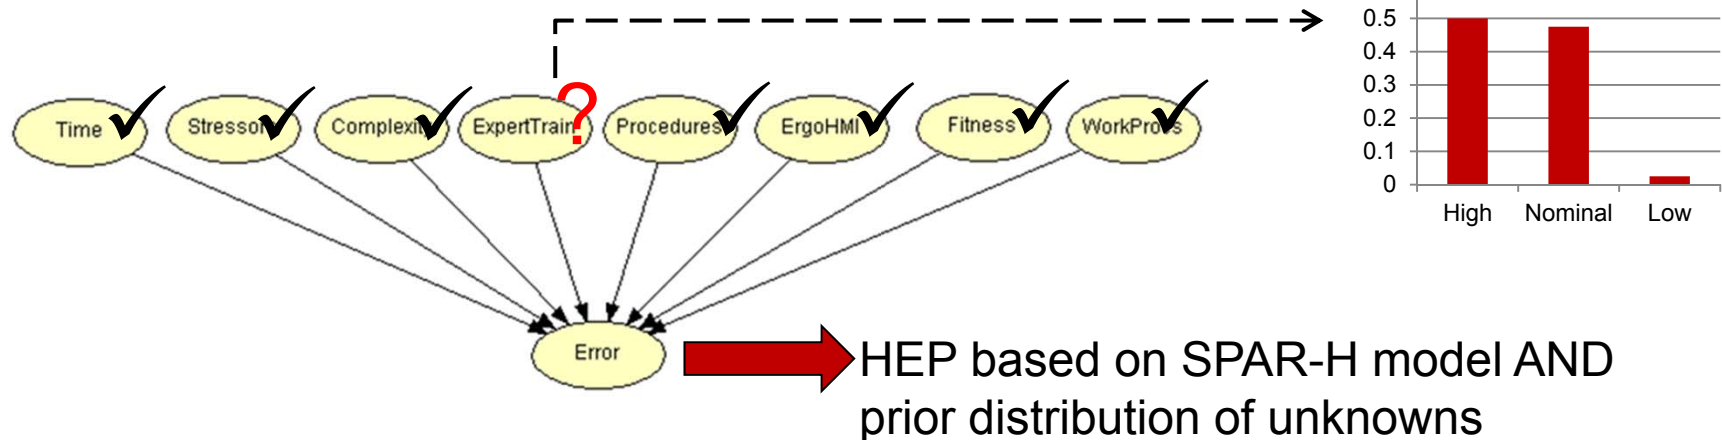 0.5
0.4
0.3
0.2
0.1
0
High Nominal Low
Time
ExpertTrain
?
Procedures
ErgoHMI
Fitness
Error
HEP based on SPAR-H model AND
prior distribution of unknowns